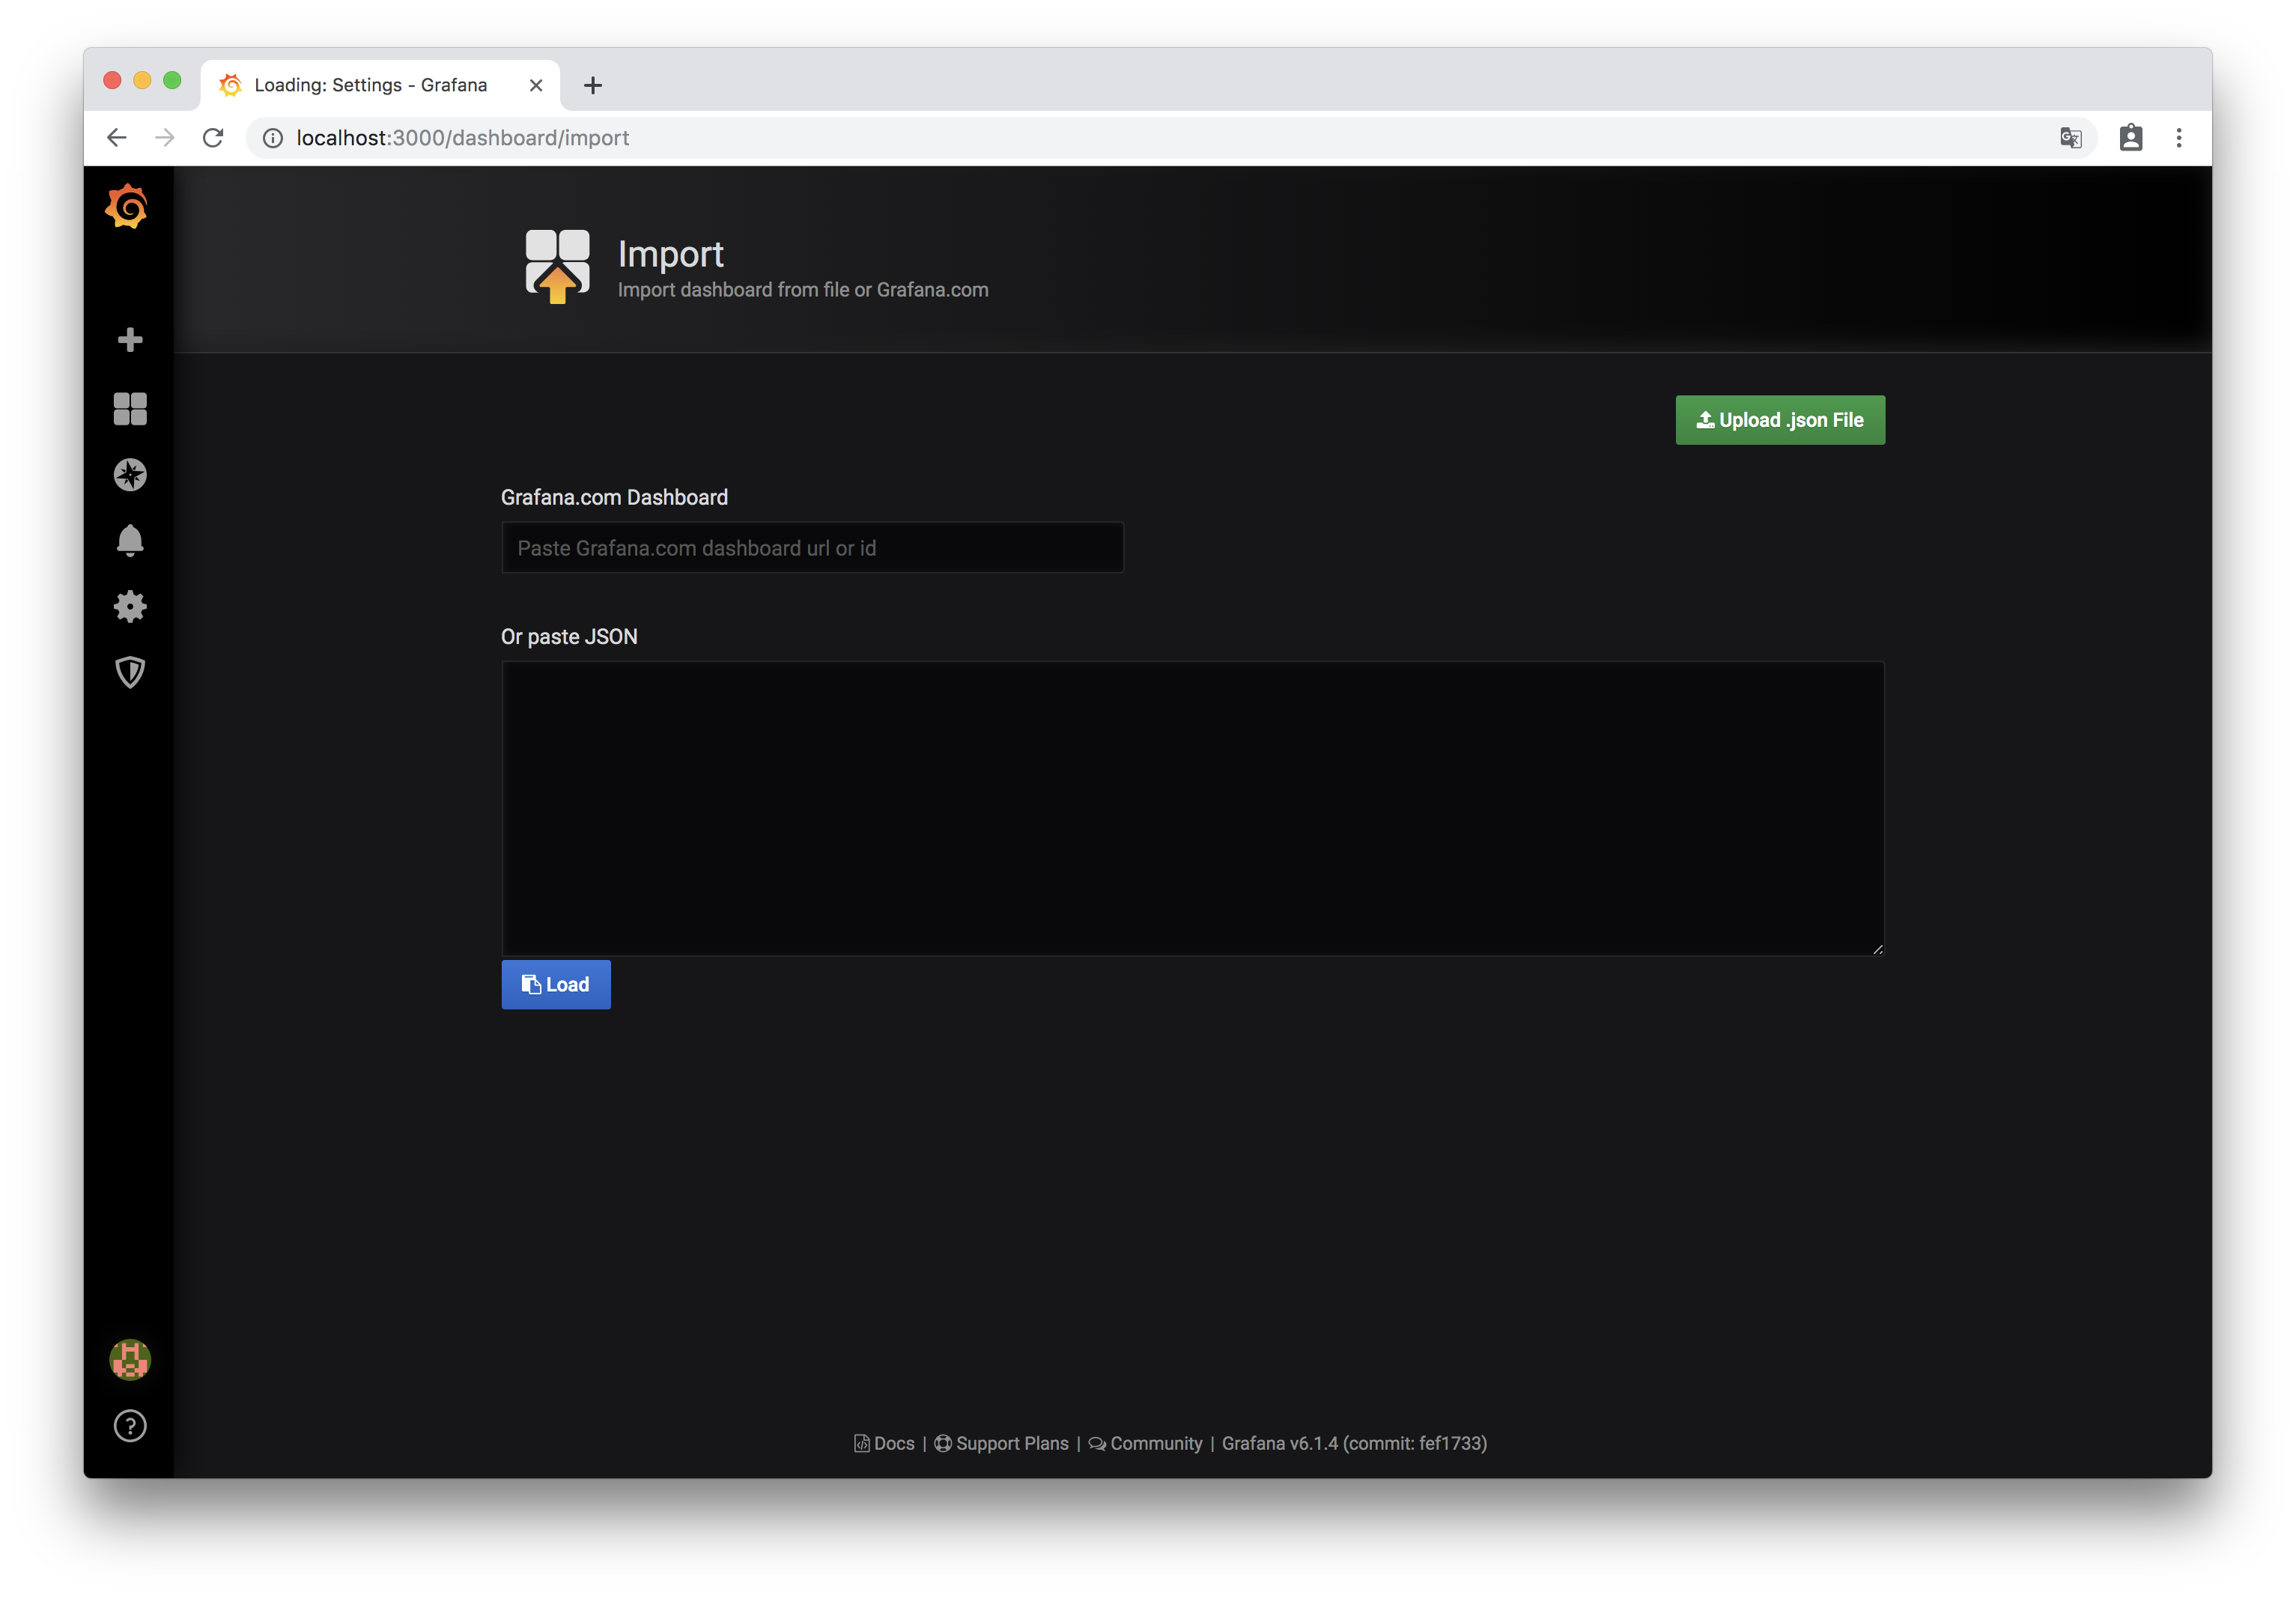 Loading: Settings - Grafana
localhost:3000/dashboard/import
Import
Import dashboard from file or Grafana.com
Upload .json File
Grafana.com Dashboard
Paste Grafana.com dashboard url or id
Or paste JSON
Load
Docs | Support Plans | Community | Grafana v6.1.4 (commit: fef1733)